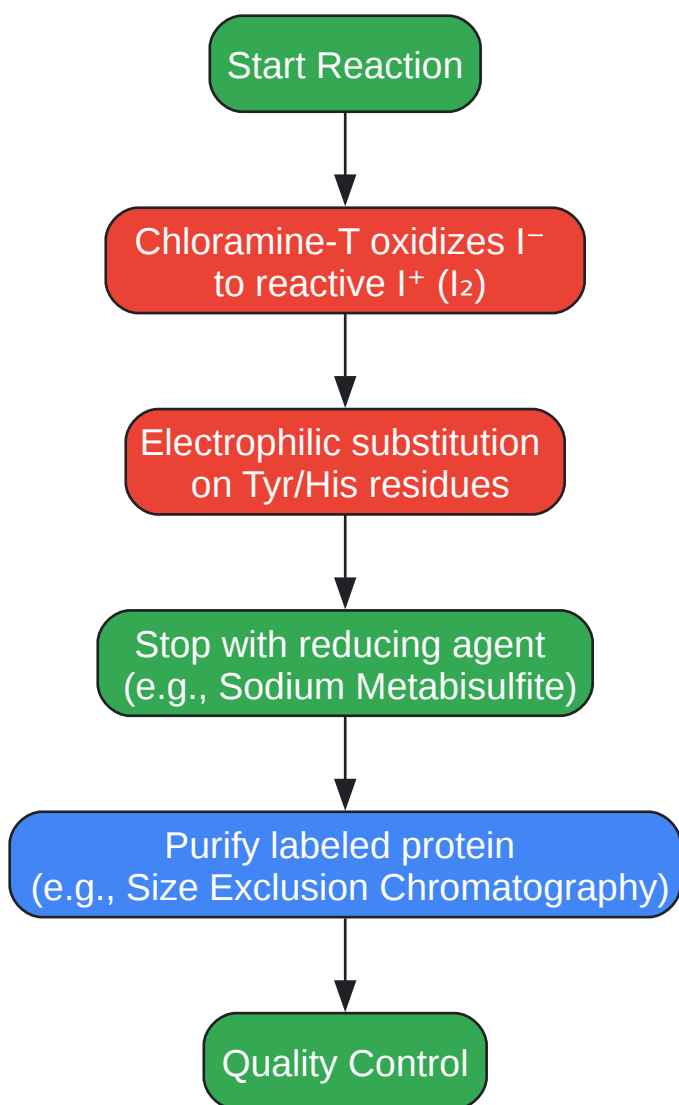 Start Reaction
Chloramine-T oxidizes I⁻
to reactive I⁺ (I₂)
Electrophilic substitution
on Tyr/His residues
Stop with reducing agent
(e.g., Sodium Metabisulfite)
Purify labeled protein
(e.g., Size Exclusion Chromatography)
Quality Control